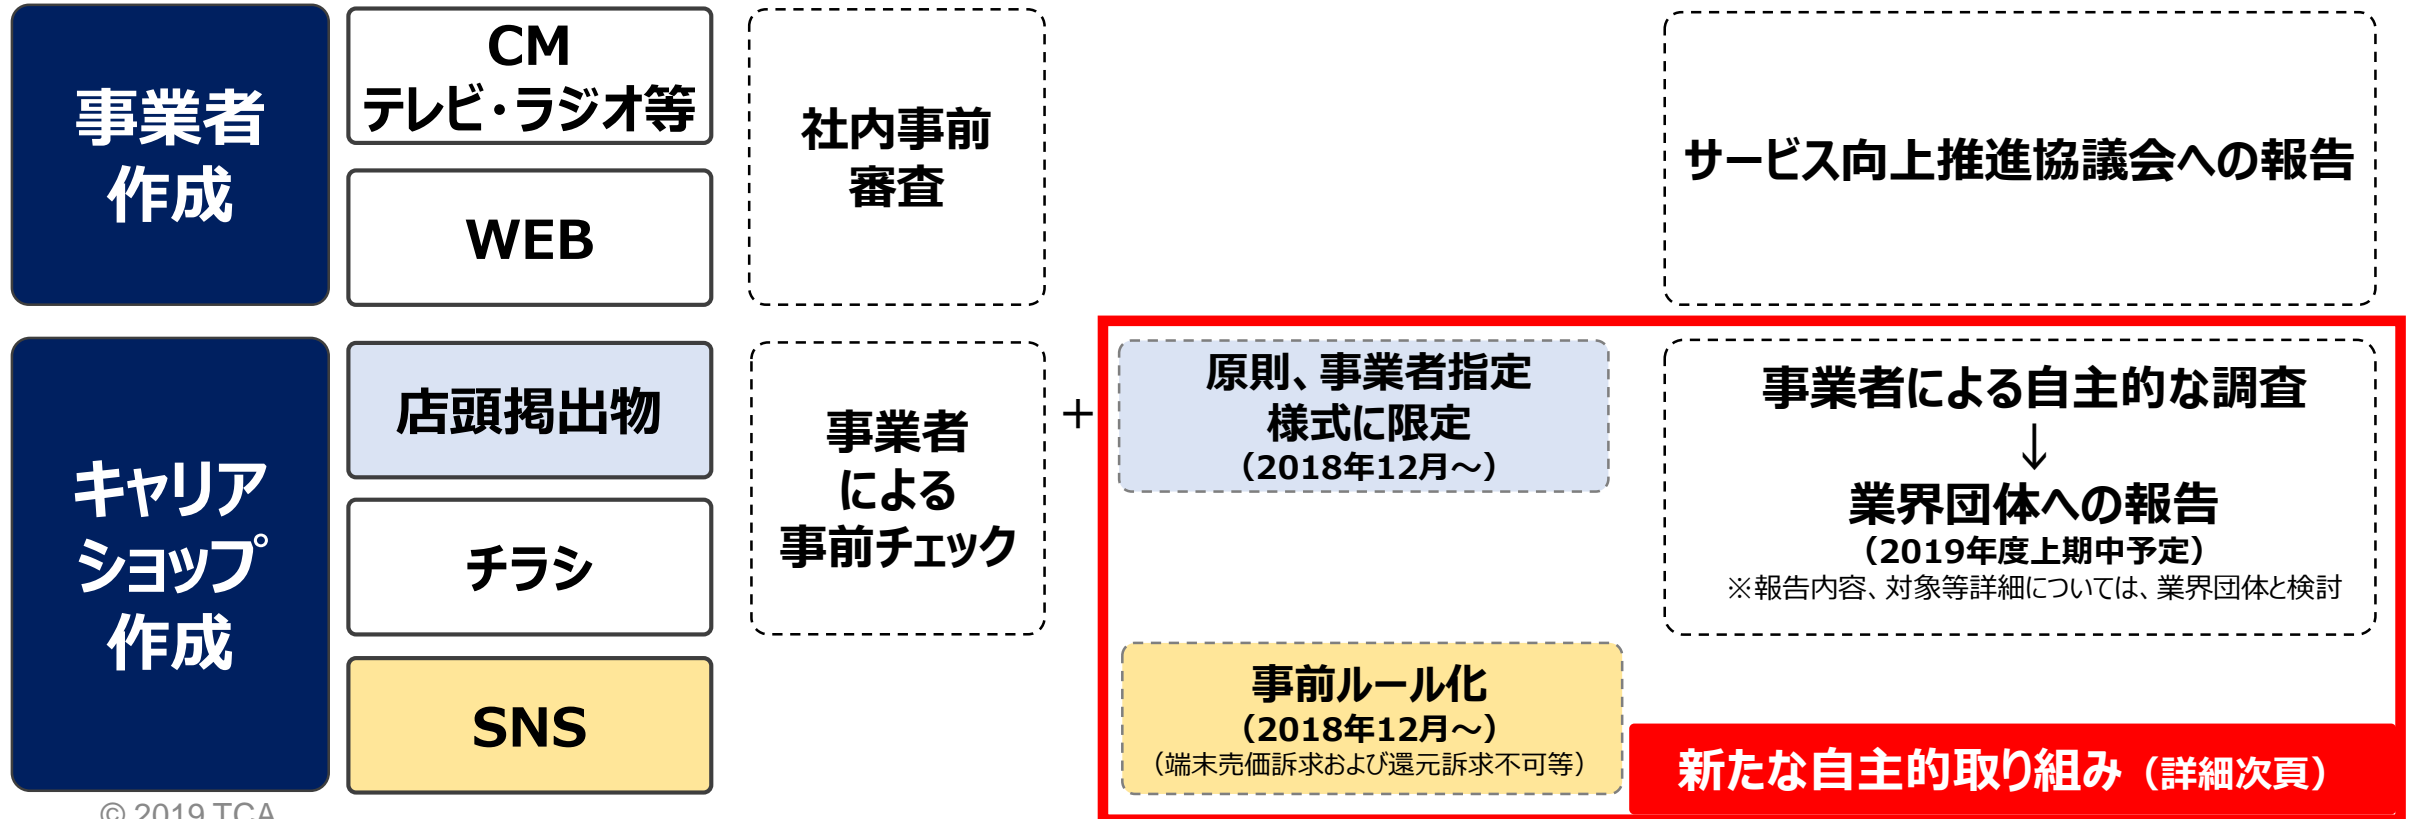 事業者
作成
CM
テレビ・ラジオ等
WEB
社内事前
審査
サービス向上推進協議会への報告
キャリア
ショップ
作成
店頭掲出物
チラシ
SNS
事業者
による
事前チェック
+
原則、事業者指定
様式に限定
（2018年12月～）
事前ルール化
（2018年12月～）
（端末売価訴求および還元訴求不可等）
事業者による自主的な調査
↓
業界団体への報告
（2019年度上期中予定）
※報告内容、対象等詳細については、業界団体と検討
新たな自主的取り組み（詳細次頁）
© 2019 TCA